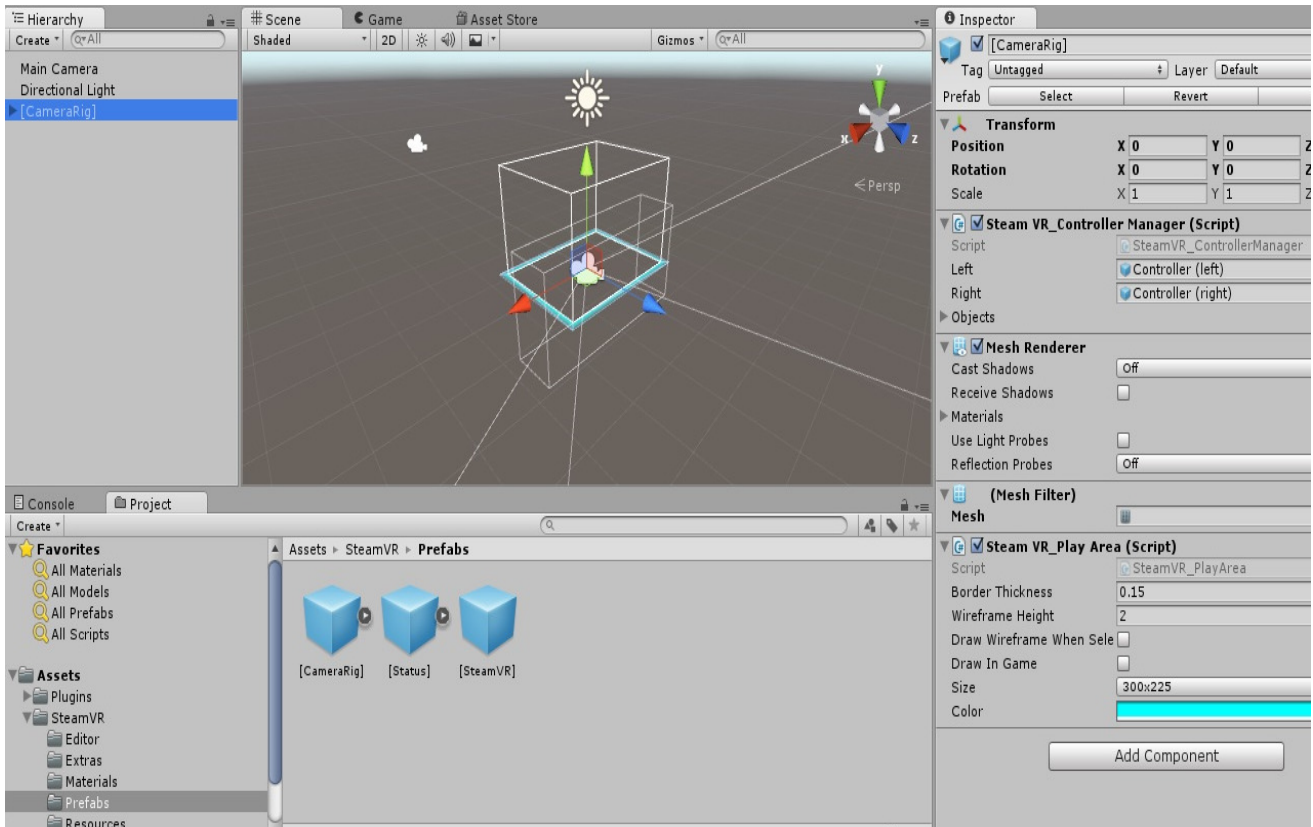 Hierarchy
Create
All
Main Camera
Directional Light
[CameraRig]
Scene
Game
Asset Store
Shaded
2D
Gizmos
All
y
x
z
Persp
Console
Project
Create
Favorites
All Materials
All Models
All Prefabs
All Scripts
Assets
Plugins
SteamVR
Editor
Extras
Materials
Prefabs
Resources
Assets SteamVR Prefabs
[CameraRig] [Status] [SteamVR]
Inspector
[CameraRig]
Tag Untagged Layer Default
Prefab Select Revert
Transform
Position X 0 Y 0 Z
Rotation X 0 Y 0 Z
Scale X 1 Y 1 Z
Steam VR_Controller Manager (Script)
Script SteamVR_ControllerManager
Left Controller (left)
Right Controller (right)
Objects
Mesh Renderer
Cast Shadows Off
Receive Shadows
Materials
Use Light Probes
Reflection Probes Off
(Mesh Filter)
Mesh
Steam VR_Play Area (Script)
Script SteamVR_PlayArea
Border Thickness 0.15
Wireframe Height 2
Draw Wireframe When Sele
Draw In Game
Size 300x225
Color
Add Component